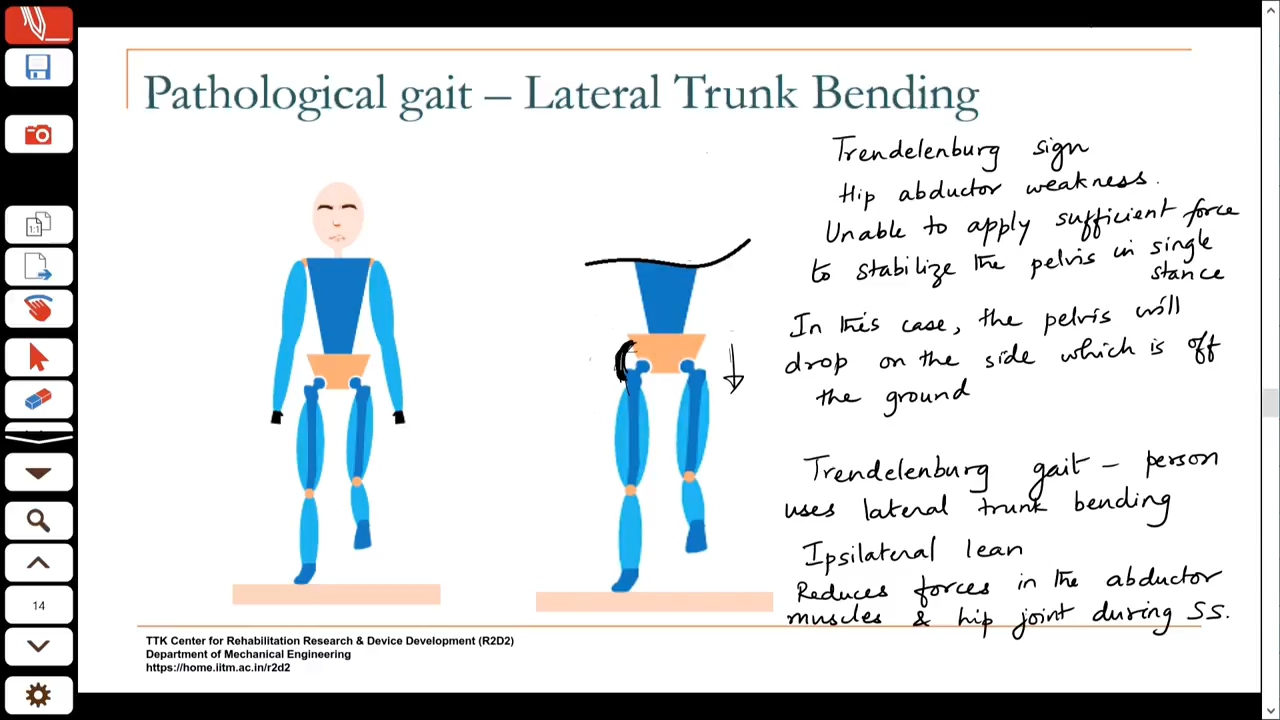 Pathological gait – Lateral Trunk Bending
Trendelenburg sign
Hip abductor weakness.
Unable to apply sufficient force
to stabilize the pelvis in single
stance
In this case, the pelvis will
drop on the side which is off
the ground
Trendelenburg gait – person
uses lateral trunk bending
Ipsilateral lean
Reduces forces in the abductor
muscles & hip joint during SS.
TTK Center for Rehabilitation Research & Device Development (R2D2)
Department of Mechanical Engineering
https://home.iitm.ac.in/r2d2
1:1
14